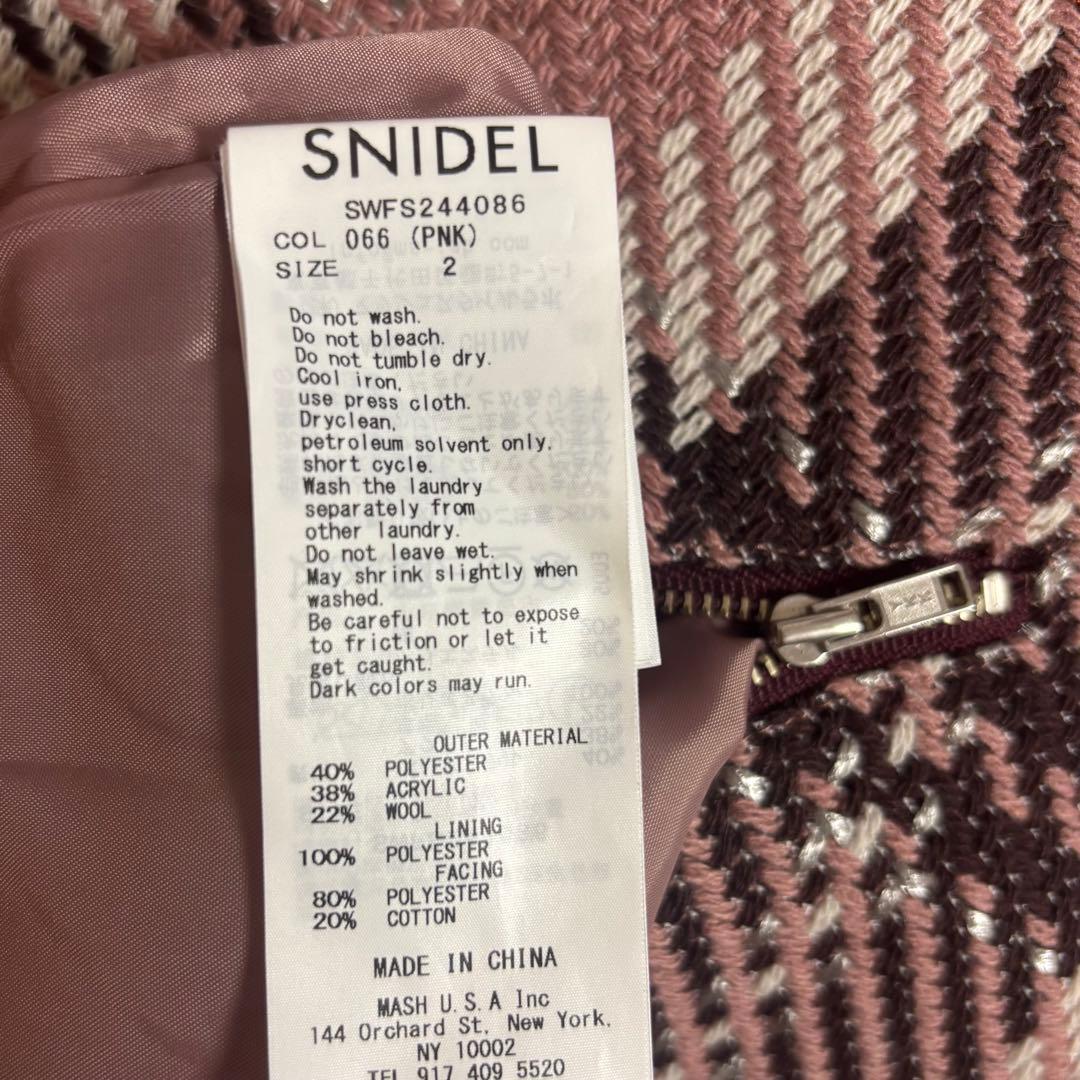 SNIDEL
SWFS244086
COL 066 (PNK)
SIZE 2
Do not wash.
Do not bleach.
Do not tumble dry.
Cool iron,
use press cloth.
Dryclean,
petroleum solvent only.
short cycle.
Wash the laundry
separately from
other laundry.
Do not leave wet.
May shrink slightly when
washed.
Be careful not to expose
to friction or let it
get caught.
Dark colors may run.
OUTER MATERIAL
40% POLYESTER
38% ACRYLIC
22% WOOL
LINING
100% POLYESTER
FACING
80% POLYESTER
20% COTTON
MADE IN CHINA
MASH U.S.A Inc
144 Orchard St, New York,
NY 10002
TEL 917 409 5520